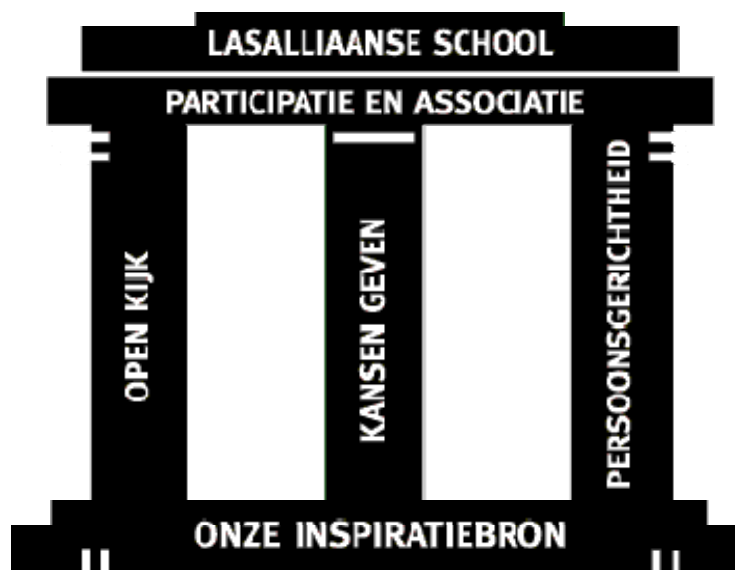 LASALLIAANSE SCHOOL
PARTICIPATIE EN ASSOCIATIE
OPEN KIJK
KANSEN GEVEN
PERSOONSGERICHTHEID
ONZE INSPIRATIEBRON